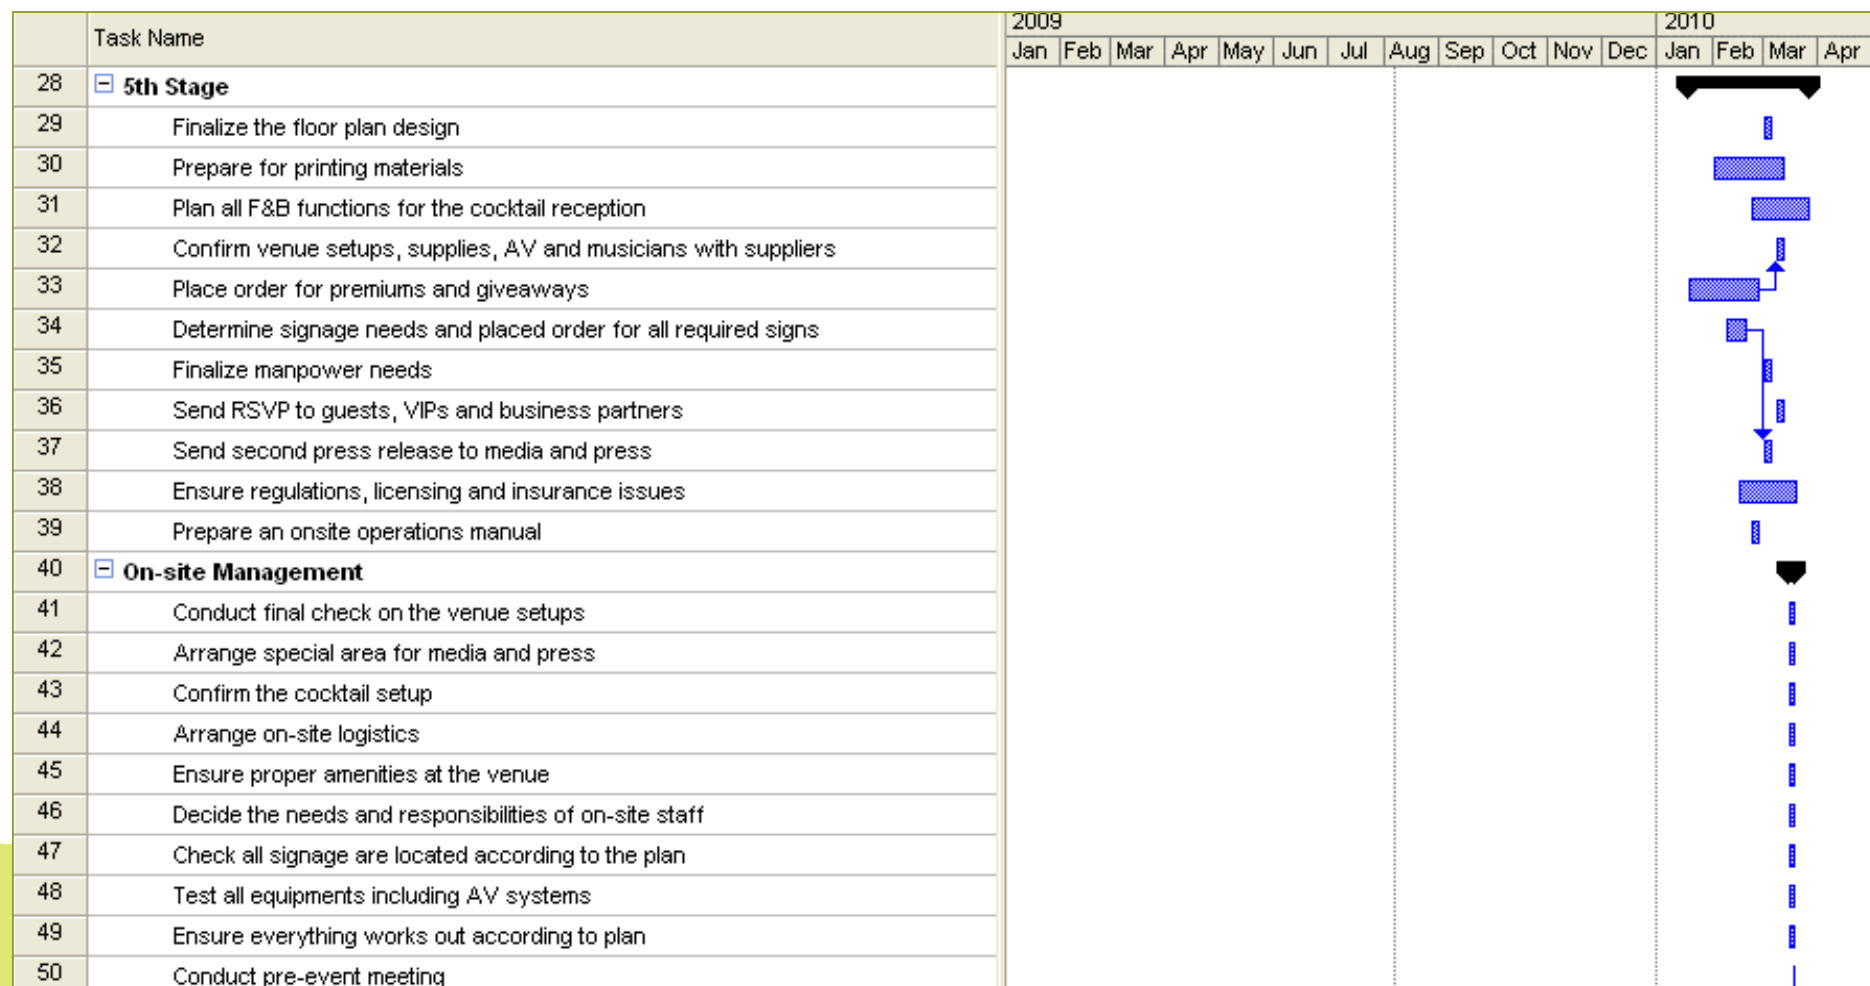 Task Name
2009 2010
Jan Feb Mar Apr May Jun Jul Aug Sep Oct Nov Dec Jan Feb Mar Apr
28 5th Stage
29 Finalize the floor plan design
30 Prepare for printing materials
31 Plan all F&B functions for the cocktail reception
32 Confirm venue setups, supplies, AV and musicians with suppliers
33 Place order for premiums and giveaways
34 Determine signage needs and placed order for all required signs
35 Finalize manpower needs
36 Send RSVP to guests, VIPs and business partners
37 Send second press release to media and press
38 Ensure regulations, licensing and insurance issues
39 Prepare an onsite operations manual
40 On-site Management
41 Conduct final check on the venue setups
42 Arrange special area for media and press
43 Confirm the cocktail setup
44 Arrange on-site logistics
45 Ensure proper amenities at the venue
46 Decide the needs and responsibilities of on-site staff
47 Check all signage are located according to the plan
48 Test all equipments including AV systems
49 Ensure everything works out according to plan
50 Conduct pre-event meeting